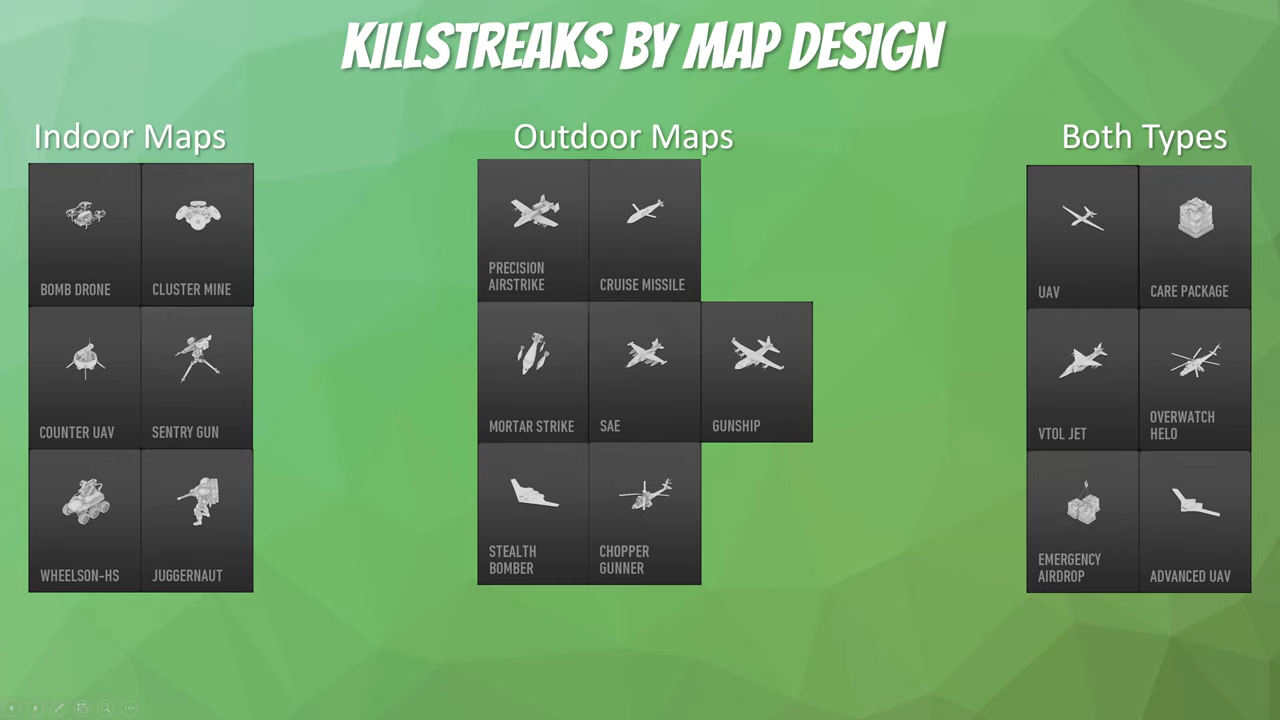 KILLSTREAKS BY MAP DESIGN
Indoor Maps
BOMB DRONE
CLUSTER MINE
COUNTER UAV
SENTRY GUN
WHEELSON-HS
JUGGERNAUT
Outdoor Maps
PRECISION
AIRSTRIKE
CRUISE MISSILE
MORTAR STRIKE
SAE
GUNSHIP
STEALTH
BOMBER
CHOPPER
GUNNER
Both Types
UAV
CARE PACKAGE
VTOL JET
OVERWATCH
HELO
EMERGENCY
AIRDROP
ADVANCED UAV